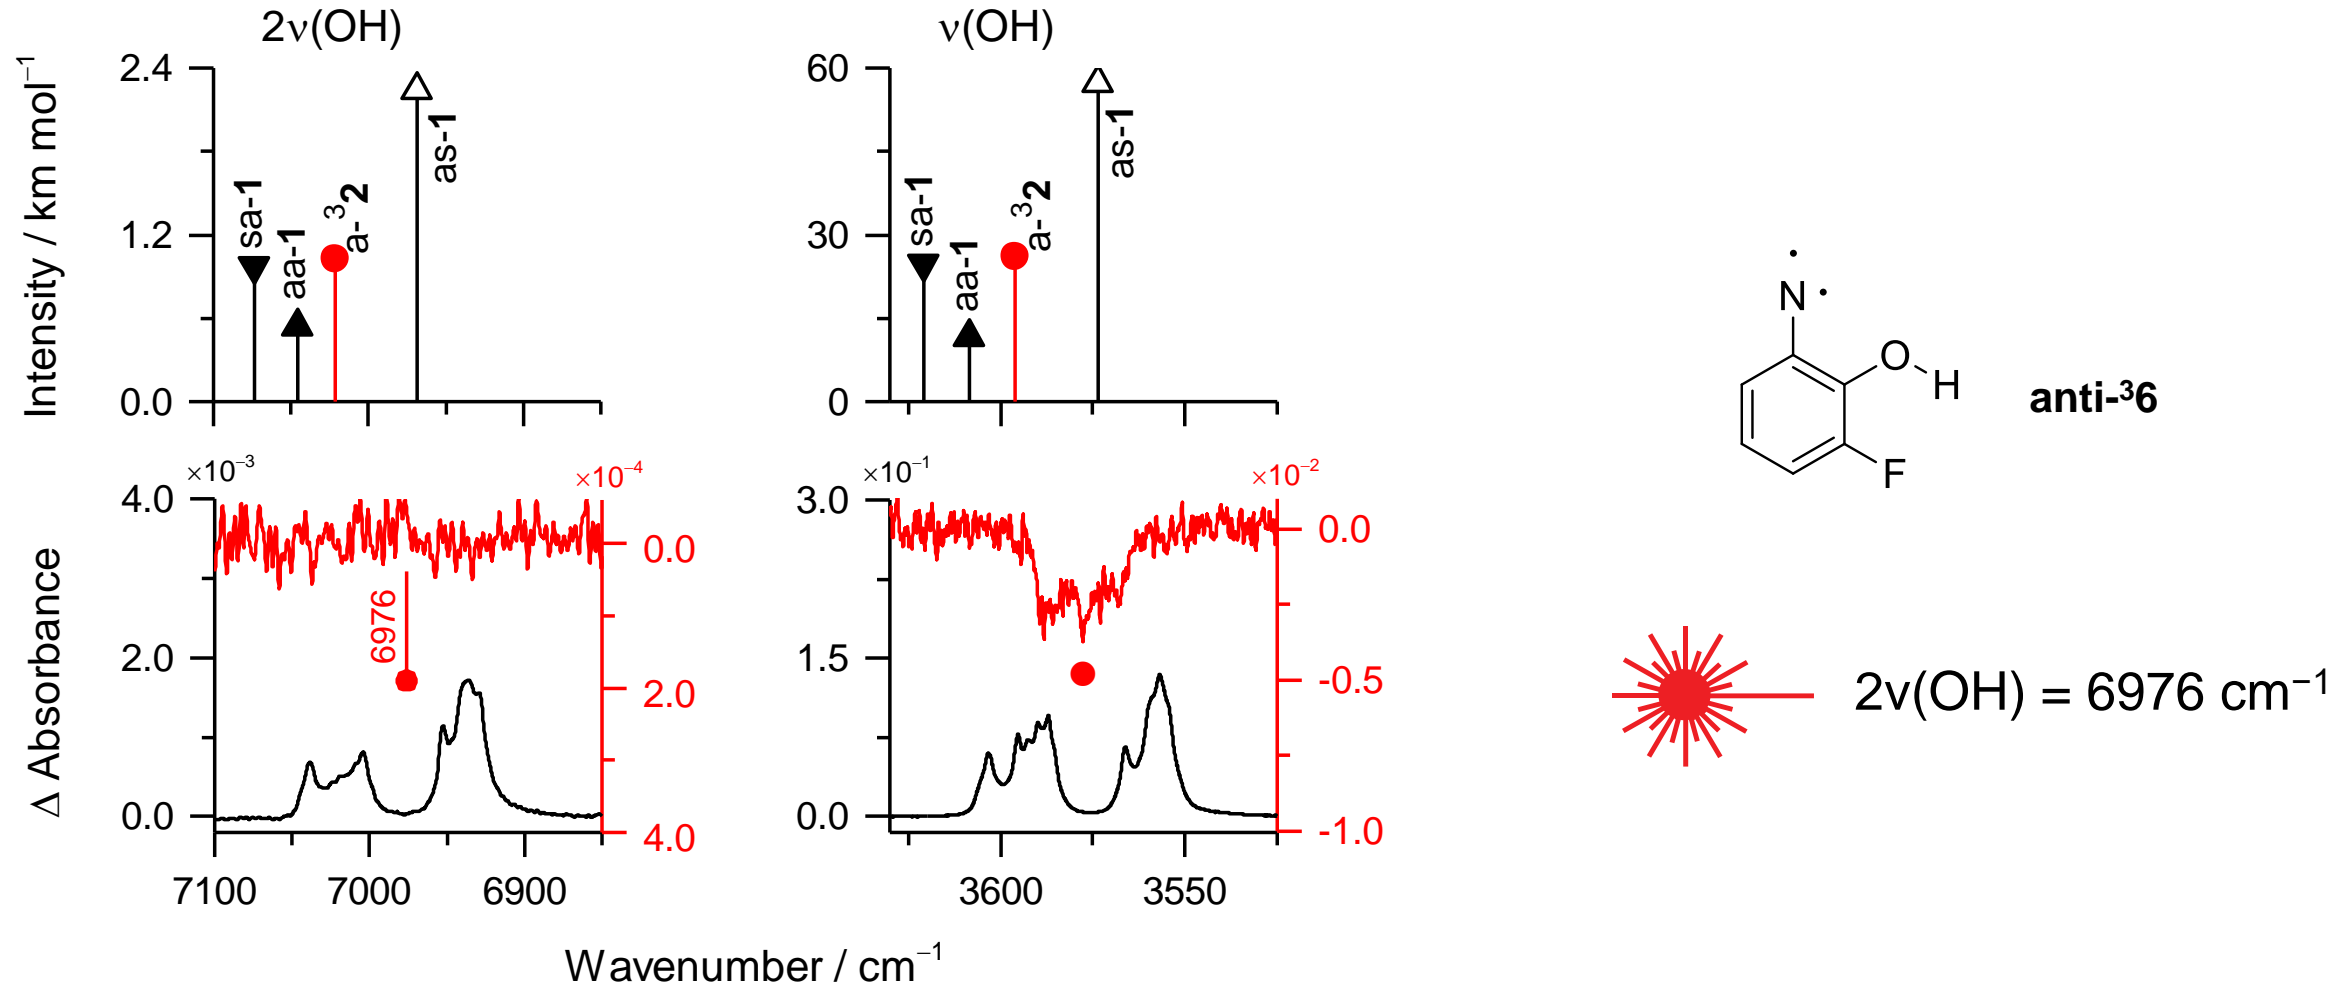 2ν(OH)
ν(OH)
Intensity / km mol⁻¹
2.4
1.2
0.0
sa-1
aa-1
a-³2
as-1
60
30
0
sa-1
aa-1
a-³2
as-1
N
O
H
F
anti-³6
×10⁻³
×10⁻⁴
Δ Absorbance
4.0
2.0
0.0
0.0
2.0
4.0
6976
7100
7000
6900
×10⁻¹
×10⁻²
3.0
1.5
0.0
0.0
-0.5
-1.0
3600
3550
2ν(OH) = 6976 cm⁻¹
Wavenumber / cm⁻¹